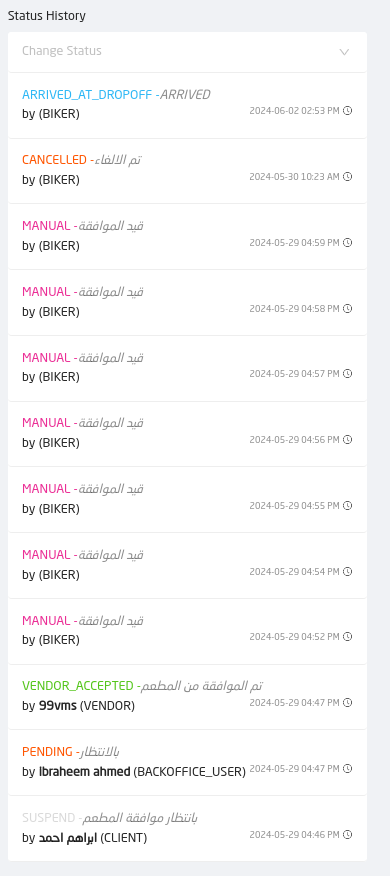 Status History
Change Status
ARRIVED_AT_DROPOFF -ARRIVED
by (BIKER) 2024-06-02 02:53 PM
CANCELLED -تم الالغاء
by (BIKER) 2024-05-30 10:23 AM
MANUAL -قيد الموافقة
by (BIKER) 2024-05-29 04:59 PM
MANUAL -قيد الموافقة
by (BIKER) 2024-05-29 04:58 PM
MANUAL -قيد الموافقة
by (BIKER) 2024-05-29 04:57 PM
MANUAL -قيد الموافقة
by (BIKER) 2024-05-29 04:56 PM
MANUAL -قيد الموافقة
by (BIKER) 2024-05-29 04:55 PM
MANUAL -قيد الموافقة
by (BIKER) 2024-05-29 04:54 PM
MANUAL -قيد الموافقة
by (BIKER) 2024-05-29 04:52 PM
VENDOR_ACCEPTED -تم الموافقة من المطعم
by 99vms (VENDOR) 2024-05-29 04:47 PM
PENDING -بالانتظار
by ibraheem ahmed (BACKOFFICE_USER) 2024-05-29 04:47 PM
SUSPEND -بانتظار موافقة المطعم
by ابراهم احمد (CLIENT) 2024-05-29 04:46 PM